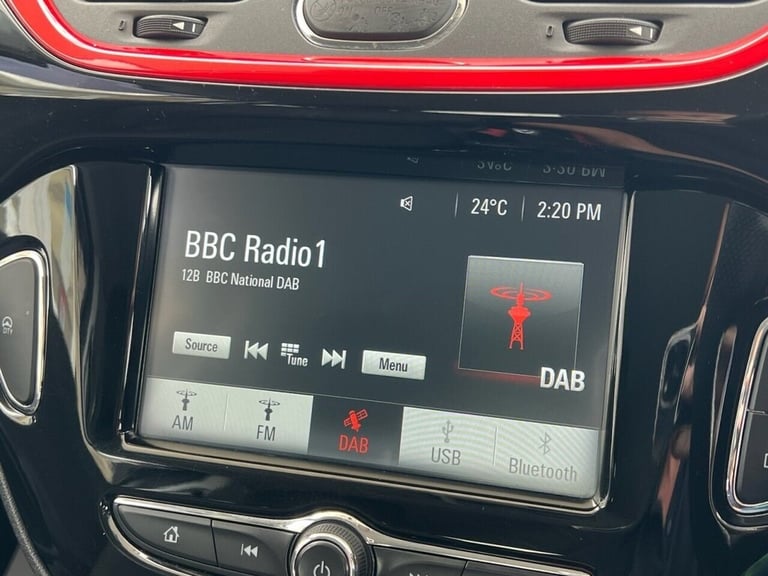 24°C 2:20 PM
BBC Radio1
12B BBC National DAB
Source Tune Menu
DAB
AM FM DAB USB Bluetooth
CITY